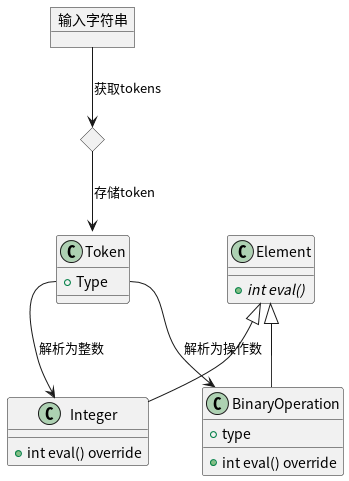 输入字符串
获取tokens
存储token
C Token
Type
C Element
int eval()
解析为整数
解析为操作数
C Integer
int eval() override
C BinaryOperation
type
int eval() override